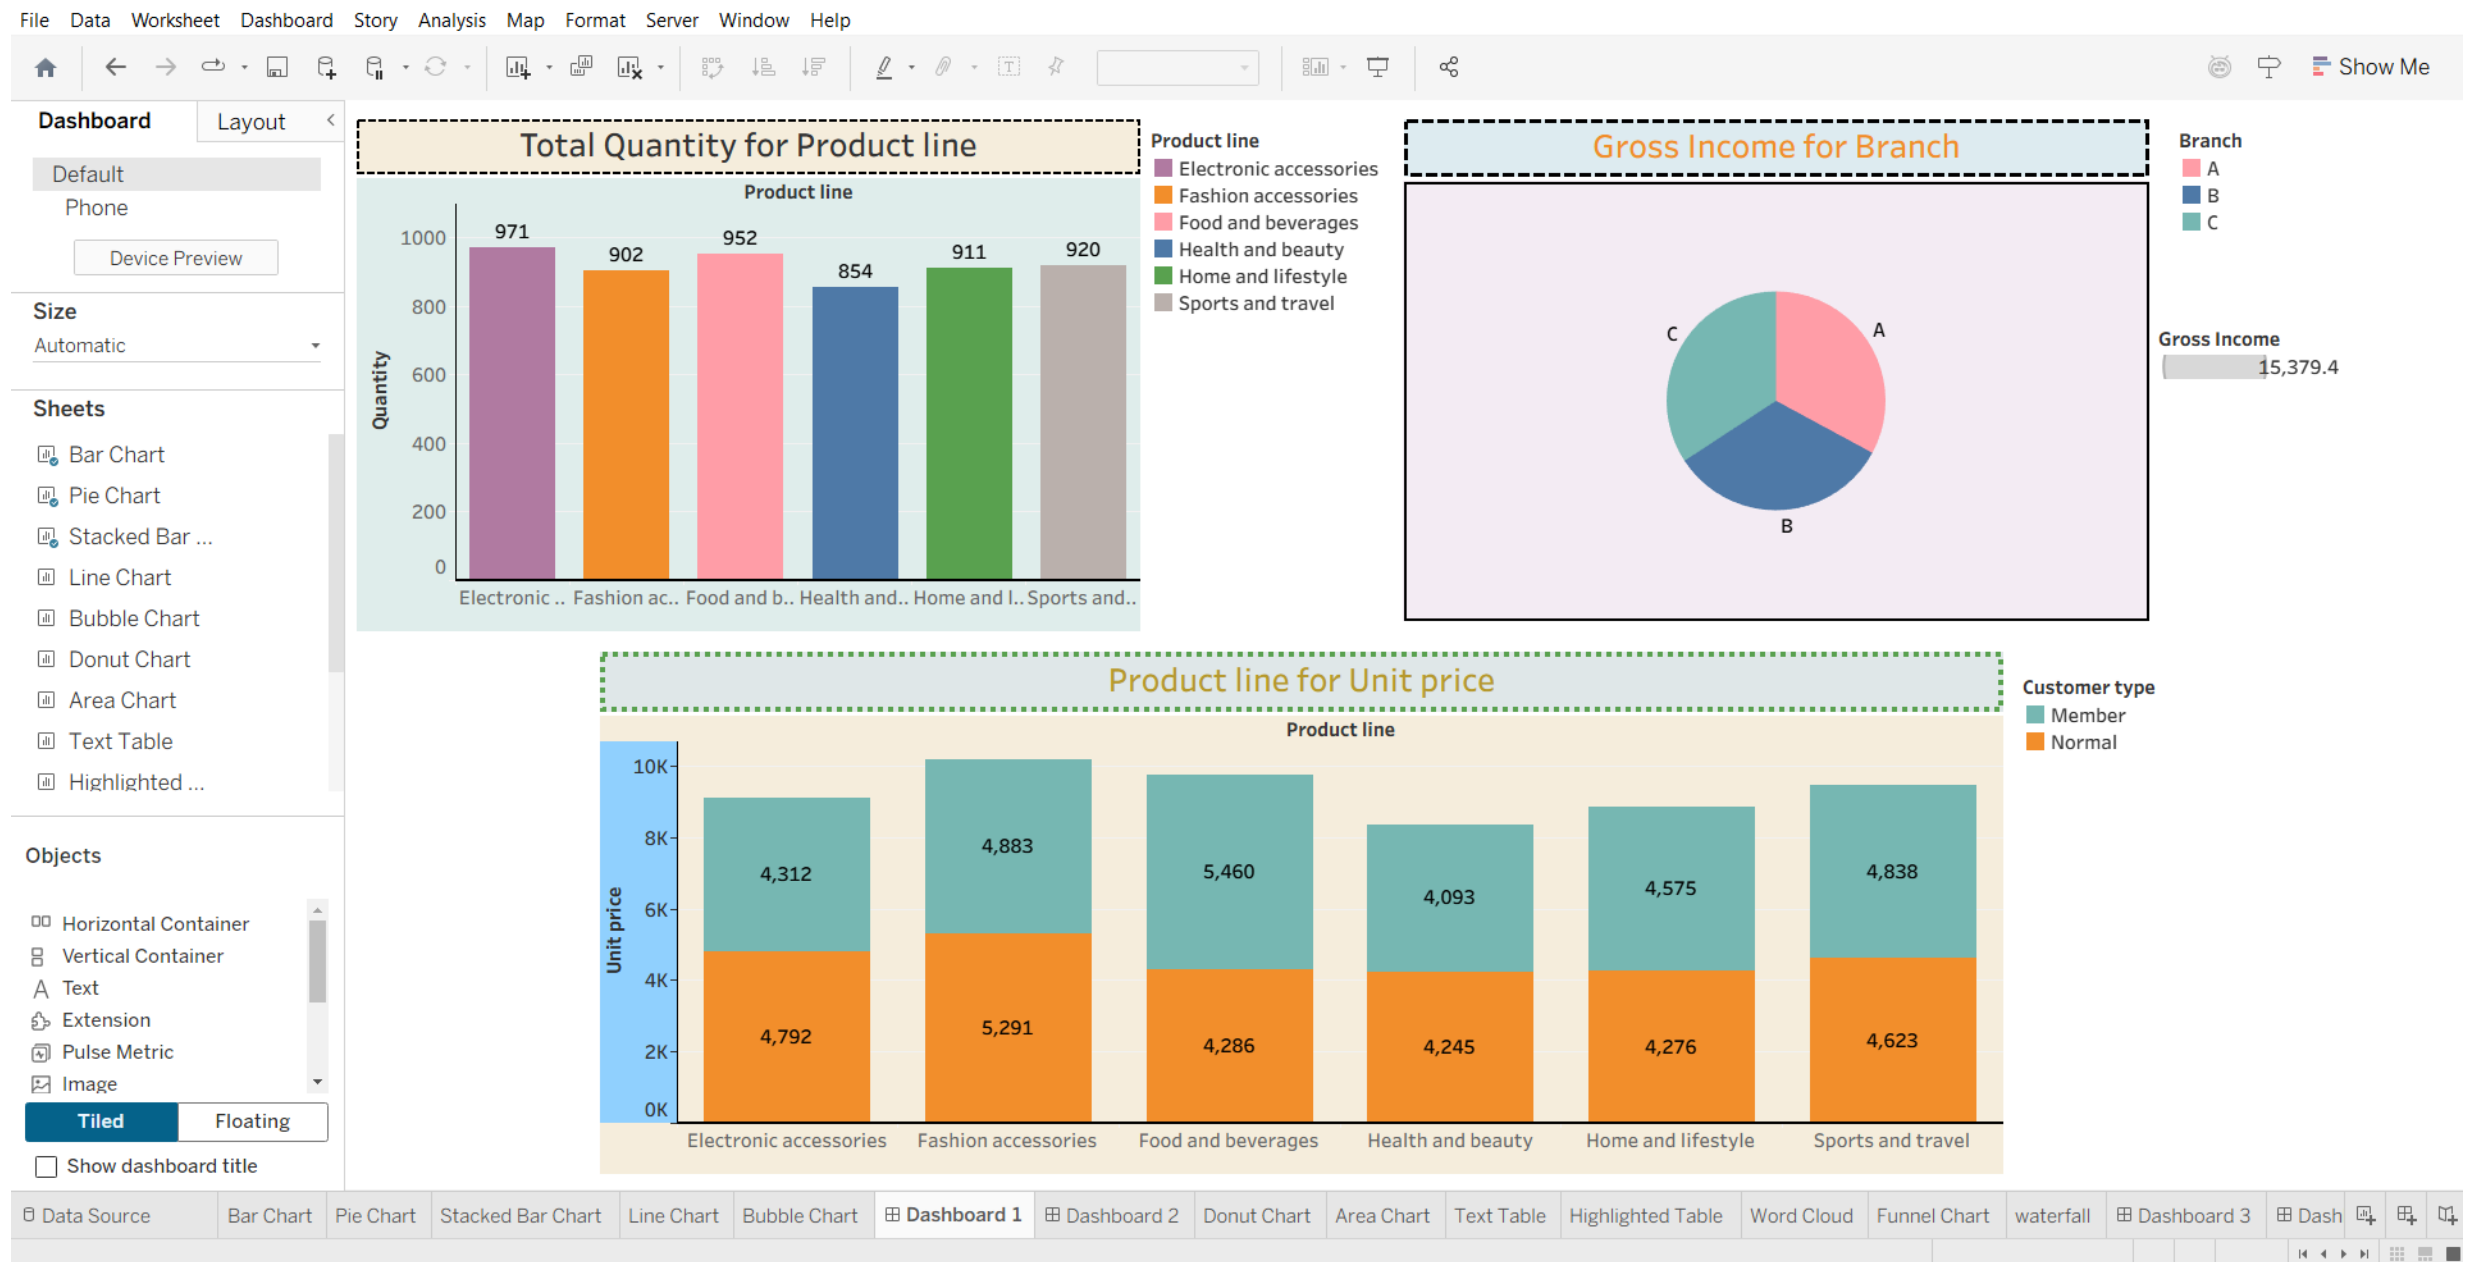 File Data Worksheet Dashboard Story Analysis Map Format Server Window Help
Show Me
Dashboard Layout
Default
Phone
Device Preview
Size
Automatic
Sheets
Bar Chart
Pie Chart
Stacked Bar ...
Line Chart
Bubble Chart
Donut Chart
Area Chart
Text Table
Highlighted ...
Objects
Horizontal Container
Vertical Container
Text
Extension
Pulse Metric
Image
Tiled Floating
Show dashboard title
Total Quantity for Product line
Product line
Quantity
1000
800
600
400
200
0
971
902
952
854
911
920
Electronic .. Fashion ac.. Food and b.. Health and.. Home and l.. Sports and..
Product line
Electronic accessories
Fashion accessories
Food and beverages
Health and beauty
Home and lifestyle
Sports and travel
Gross Income for Branch
C
A
B
Branch
A
B
C
Gross Income
15,379.4
Product line for Unit price
Product line
Unit price
10K
8K
6K
4K
2K
0K
4,312
4,883
5,460
4,093
4,575
4,838
4,792
5,291
4,286
4,245
4,276
4,623
Electronic accessories Fashion accessories Food and beverages Health and beauty Home and lifestyle Sports and travel
Customer type
Member
Normal
Data Source Bar Chart Pie Chart Stacked Bar Chart Line Chart Bubble Chart Dashboard 1 Dashboard 2 Donut Chart Area Chart Text Table Highlighted Table Word Cloud Funnel Chart waterfall Dashboard 3 Dash